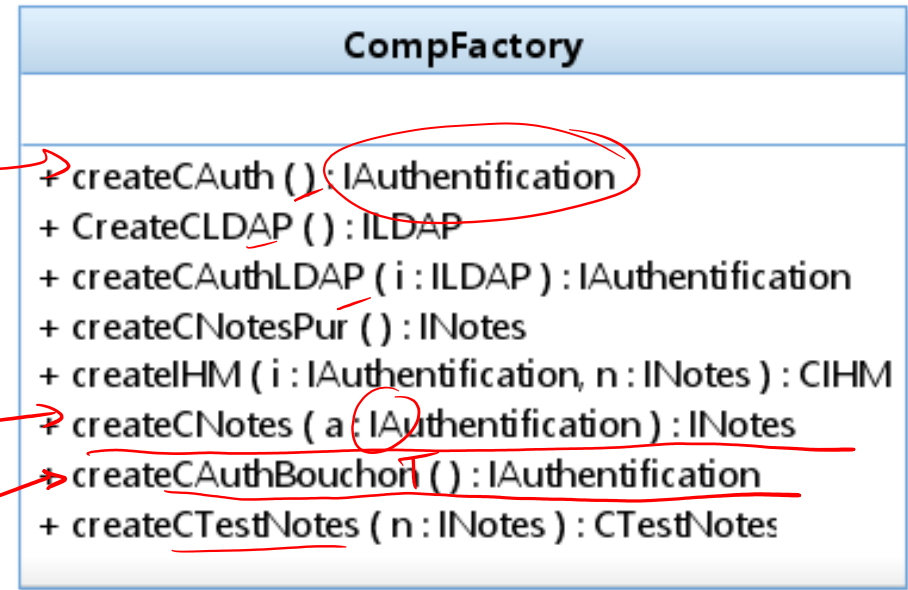 CompFactory
+ createCAuth ( ) : IAuthentification
+ CreateCLDAP ( ) : ILDAP
+ createCAuthLDAP ( i : ILDAP ) : IAuthentification
+ createCNotesPur ( ) : INotes
+ createIHM ( i : IAuthentification, n : INotes ) : CIHM
+ createCNotes ( a : IAuthentification ) : INotes
+ createCAuthBouchon ( ) : IAuthentification
+ createCTestNotes ( n : INotes ) : CTestNotes